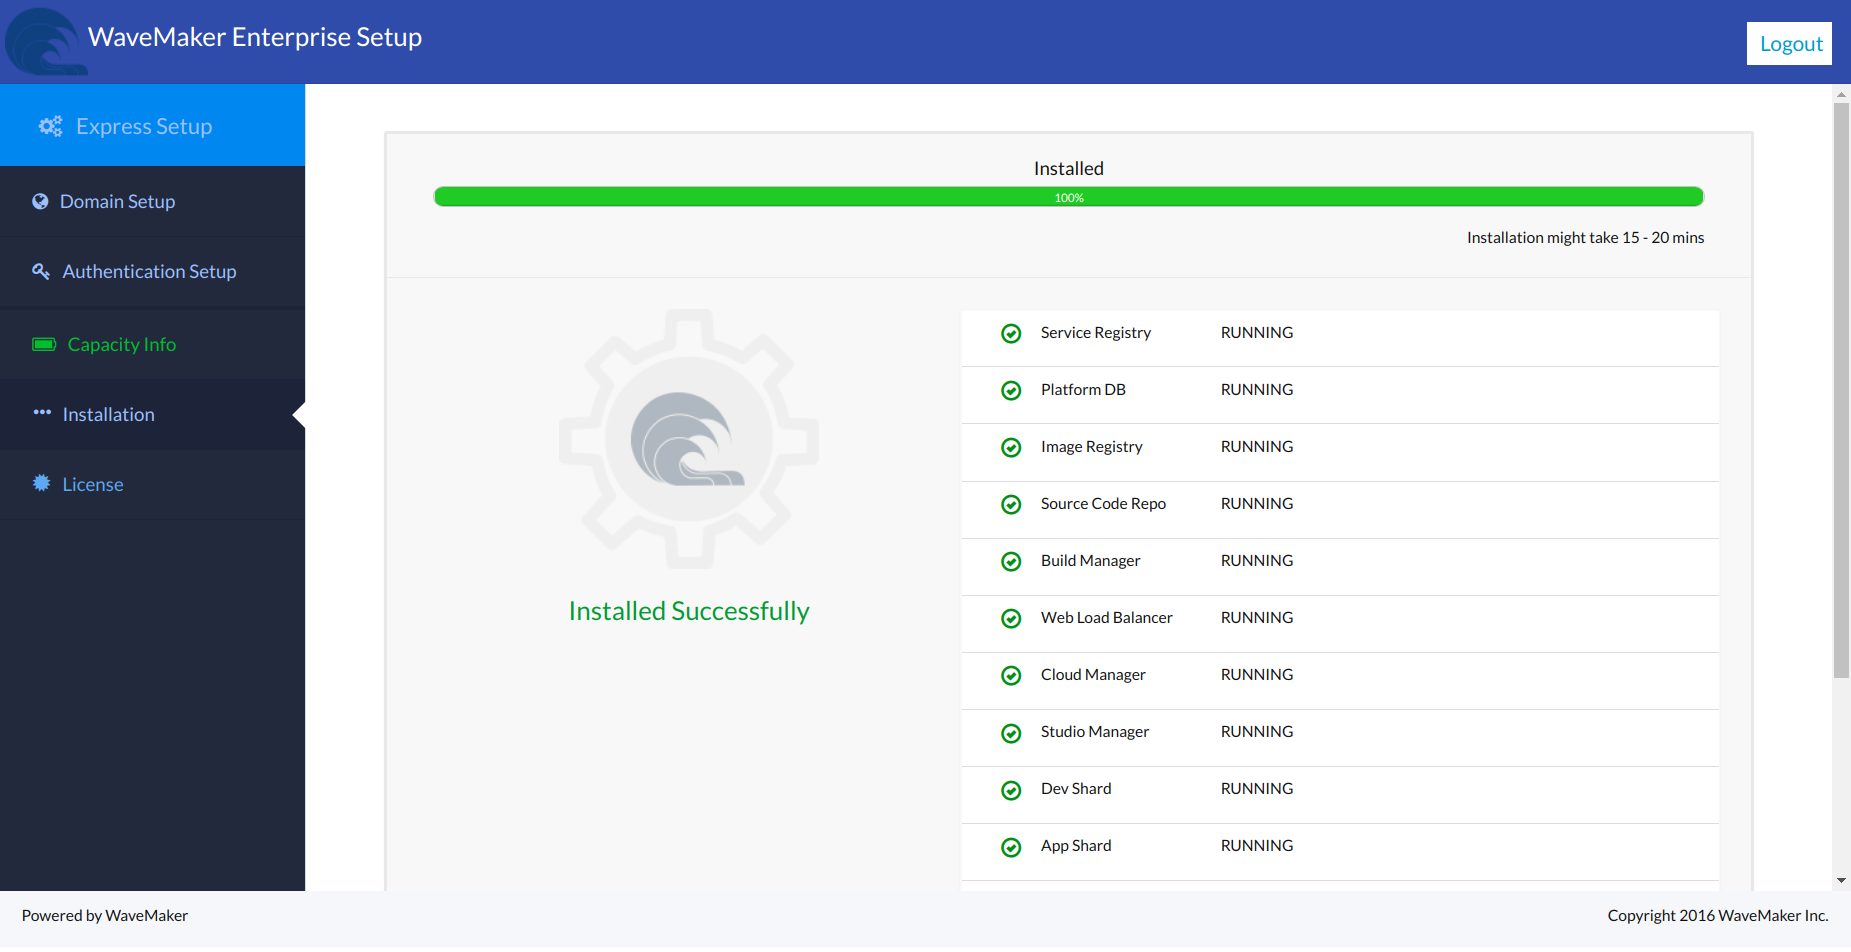 WaveMaker Enterprise Setup
Logout
Express Setup
Domain Setup
Authentication Setup
Capacity Info
Installation
License
Installed
100%
Installation might take 15 - 20 mins
Installed Successfully
Service Registry RUNNING
Platform DB RUNNING
Image Registry RUNNING
Source Code Repo RUNNING
Build Manager RUNNING
Web Load Balancer RUNNING
Cloud Manager RUNNING
Studio Manager RUNNING
Dev Shard RUNNING
App Shard RUNNING
Powered by WaveMaker
Copyright 2016 WaveMaker Inc.